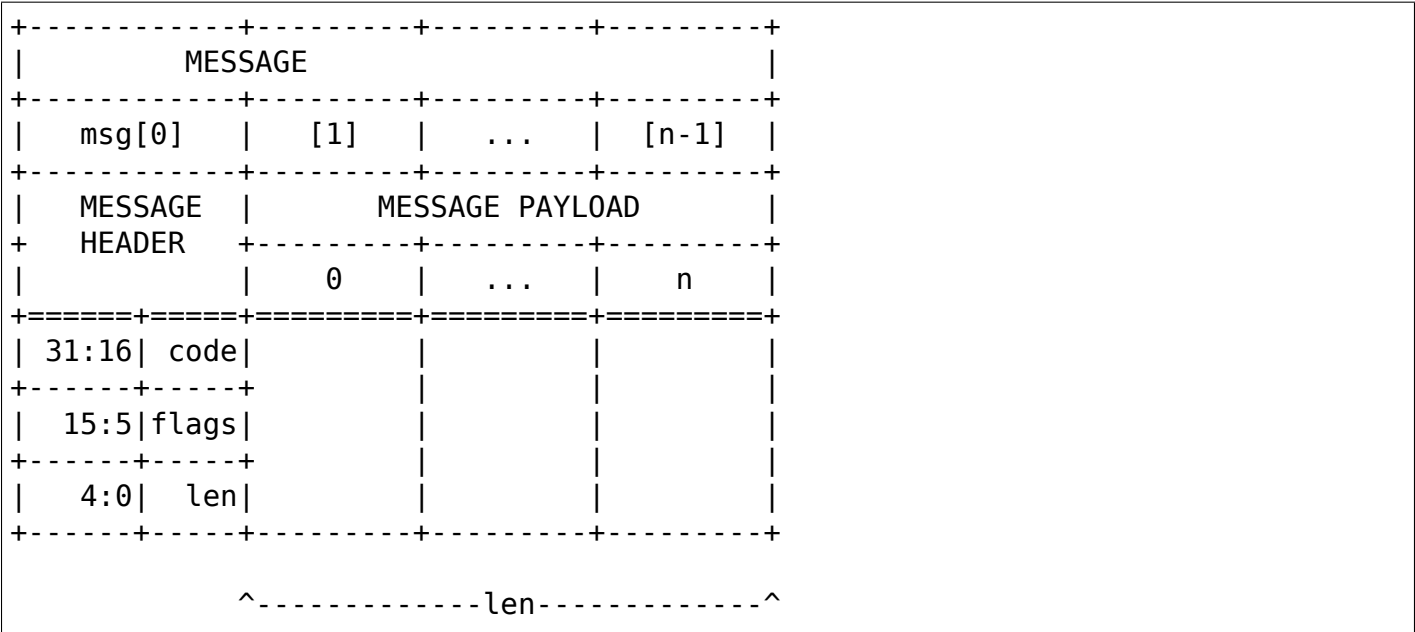 +------------+---------+---------+---------+
|         MESSAGE                          |
+------------+---------+---------+---------+
|   msg[0]   |   [1]   |   ...   |  [n-1]  |
+------------+---------+---------+---------+
|   MESSAGE  |       MESSAGE PAYLOAD       |
+   HEADER   +---------+---------+---------+
|            |    0    |   ...   |    n    |
+======+=====+=========+=========+=========+
| 31:16| code|         |         |         |
+------+-----+         |         |         |
|  15:5|flags|         |         |         |
+------+-----+         |         |         |
|   4:0|  len|         |         |         |
+------+-----+---------+---------+---------+
             ^-------------len-------------^